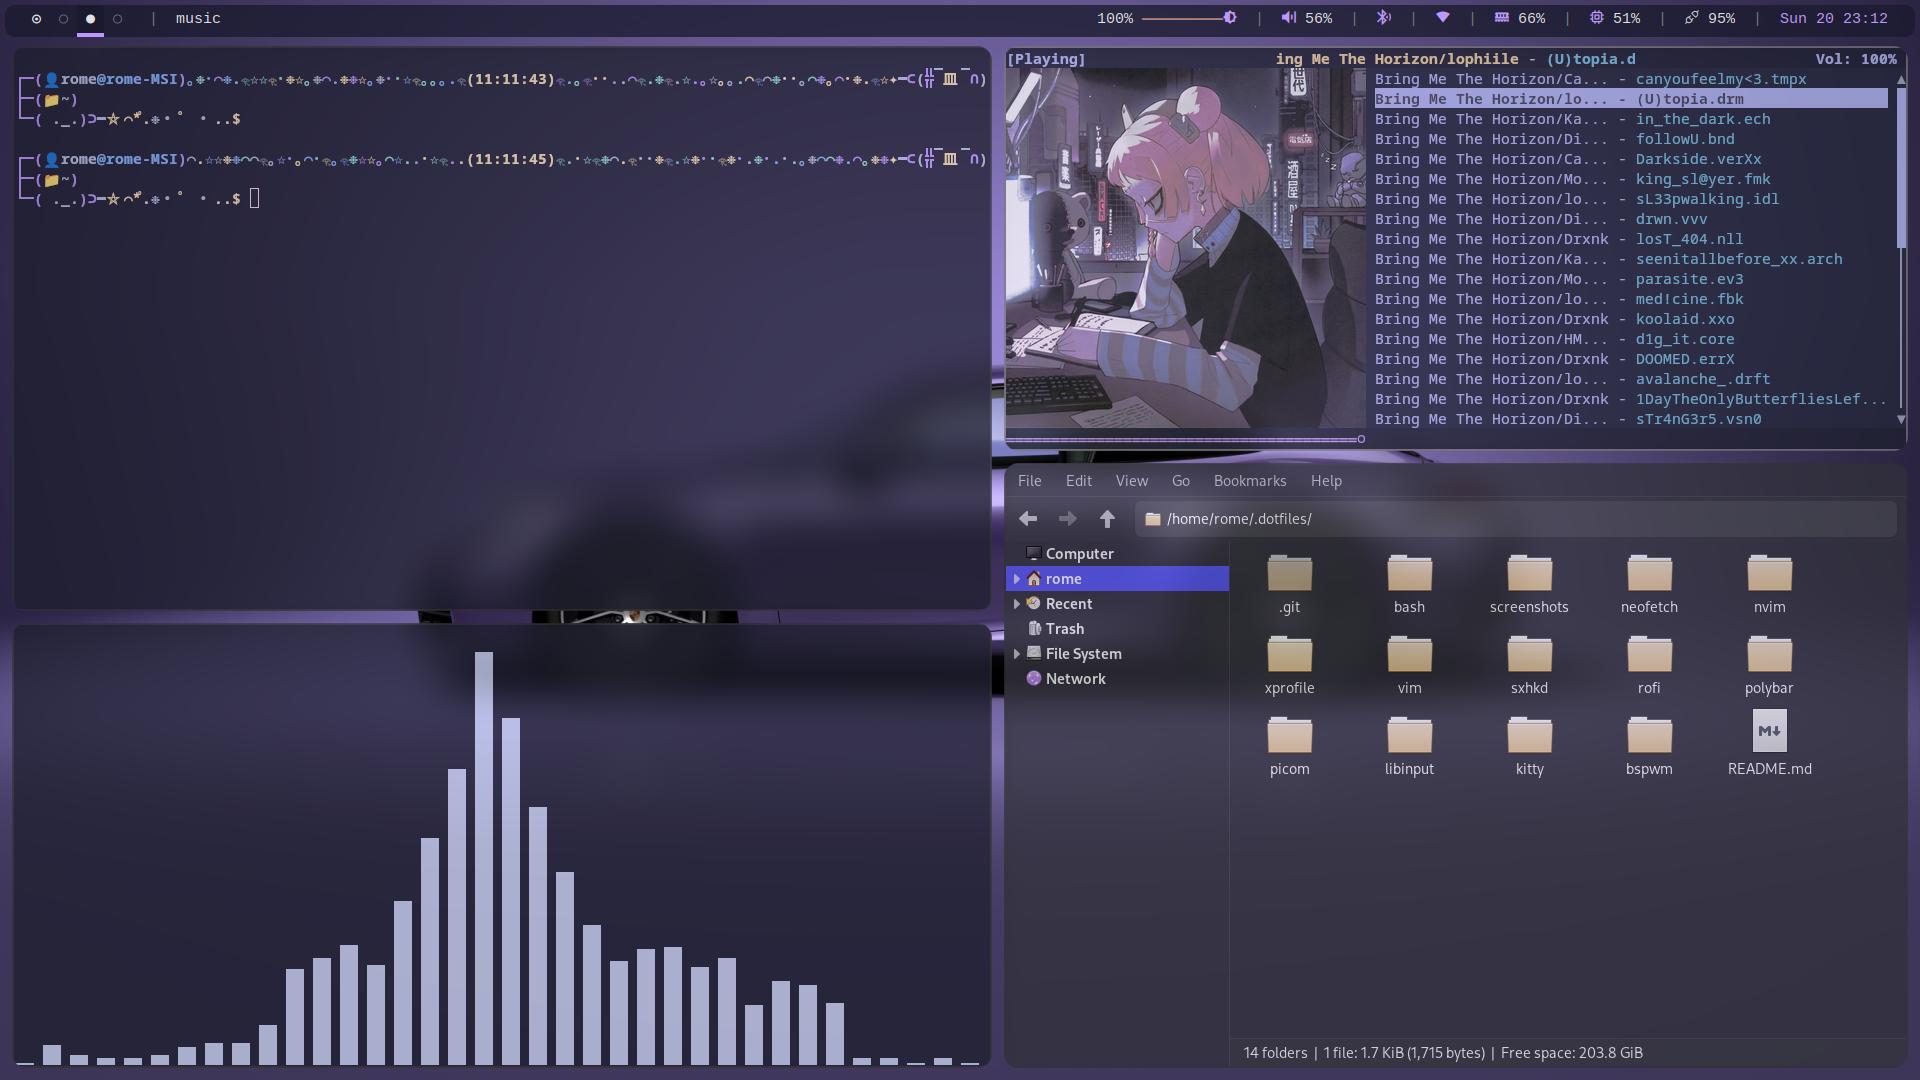 music
100% | 56% | | | 66% | 51% | 95% | Sun 20 23:12
rome@rome-MSI
(11:11:43)
(~)
( ._.)
..$
rome@rome-MSI
(11:11:45)
(~)
( ._.)
..$
[Playing] ing Me The Horizon/lophiile - (U)topia.d Vol: 100%
Bring Me The Horizon/Ca... - canyoufeelmy<3.tmpx
Bring Me The Horizon/lo... - (U)topia.drm
Bring Me The Horizon/Ka... - in_the_dark.ech
Bring Me The Horizon/Di... - followU.bnd
Bring Me The Horizon/Ca... - Darkside.verXx
Bring Me The Horizon/Mo... - king_sl@yer.fmk
Bring Me The Horizon/lo... - sL33pwalking.idl
Bring Me The Horizon/Di... - drwn.vvv
Bring Me The Horizon/Drxnk - losT_404.nll
Bring Me The Horizon/Ka... - seenitallbefore_xx.arch
Bring Me The Horizon/Mo... - parasite.ev3
Bring Me The Horizon/lo... - med!cine.fbk
Bring Me The Horizon/Drxnk - koolaid.xxo
Bring Me The Horizon/HM... - d1g_it.core
Bring Me The Horizon/Drxnk - DOOMED.errX
Bring Me The Horizon/lo... - avalanche_.drft
Bring Me The Horizon/Drxnk - 1DayTheOnlyButterfliesLef...
Bring Me The Horizon/Di... - sTr4nG3r5.vsn0
File Edit View Go Bookmarks Help
/home/rome/.dotfiles/
Computer
rome
Recent
Trash
File System
Network
.git bash screenshots neofetch nvim
xprofile vim sxhkd rofi polybar
M↓
picom libinput kitty bspwm README.md
14 folders | 1 file: 1.7 KiB (1,715 bytes) | Free space: 203.8 GiB